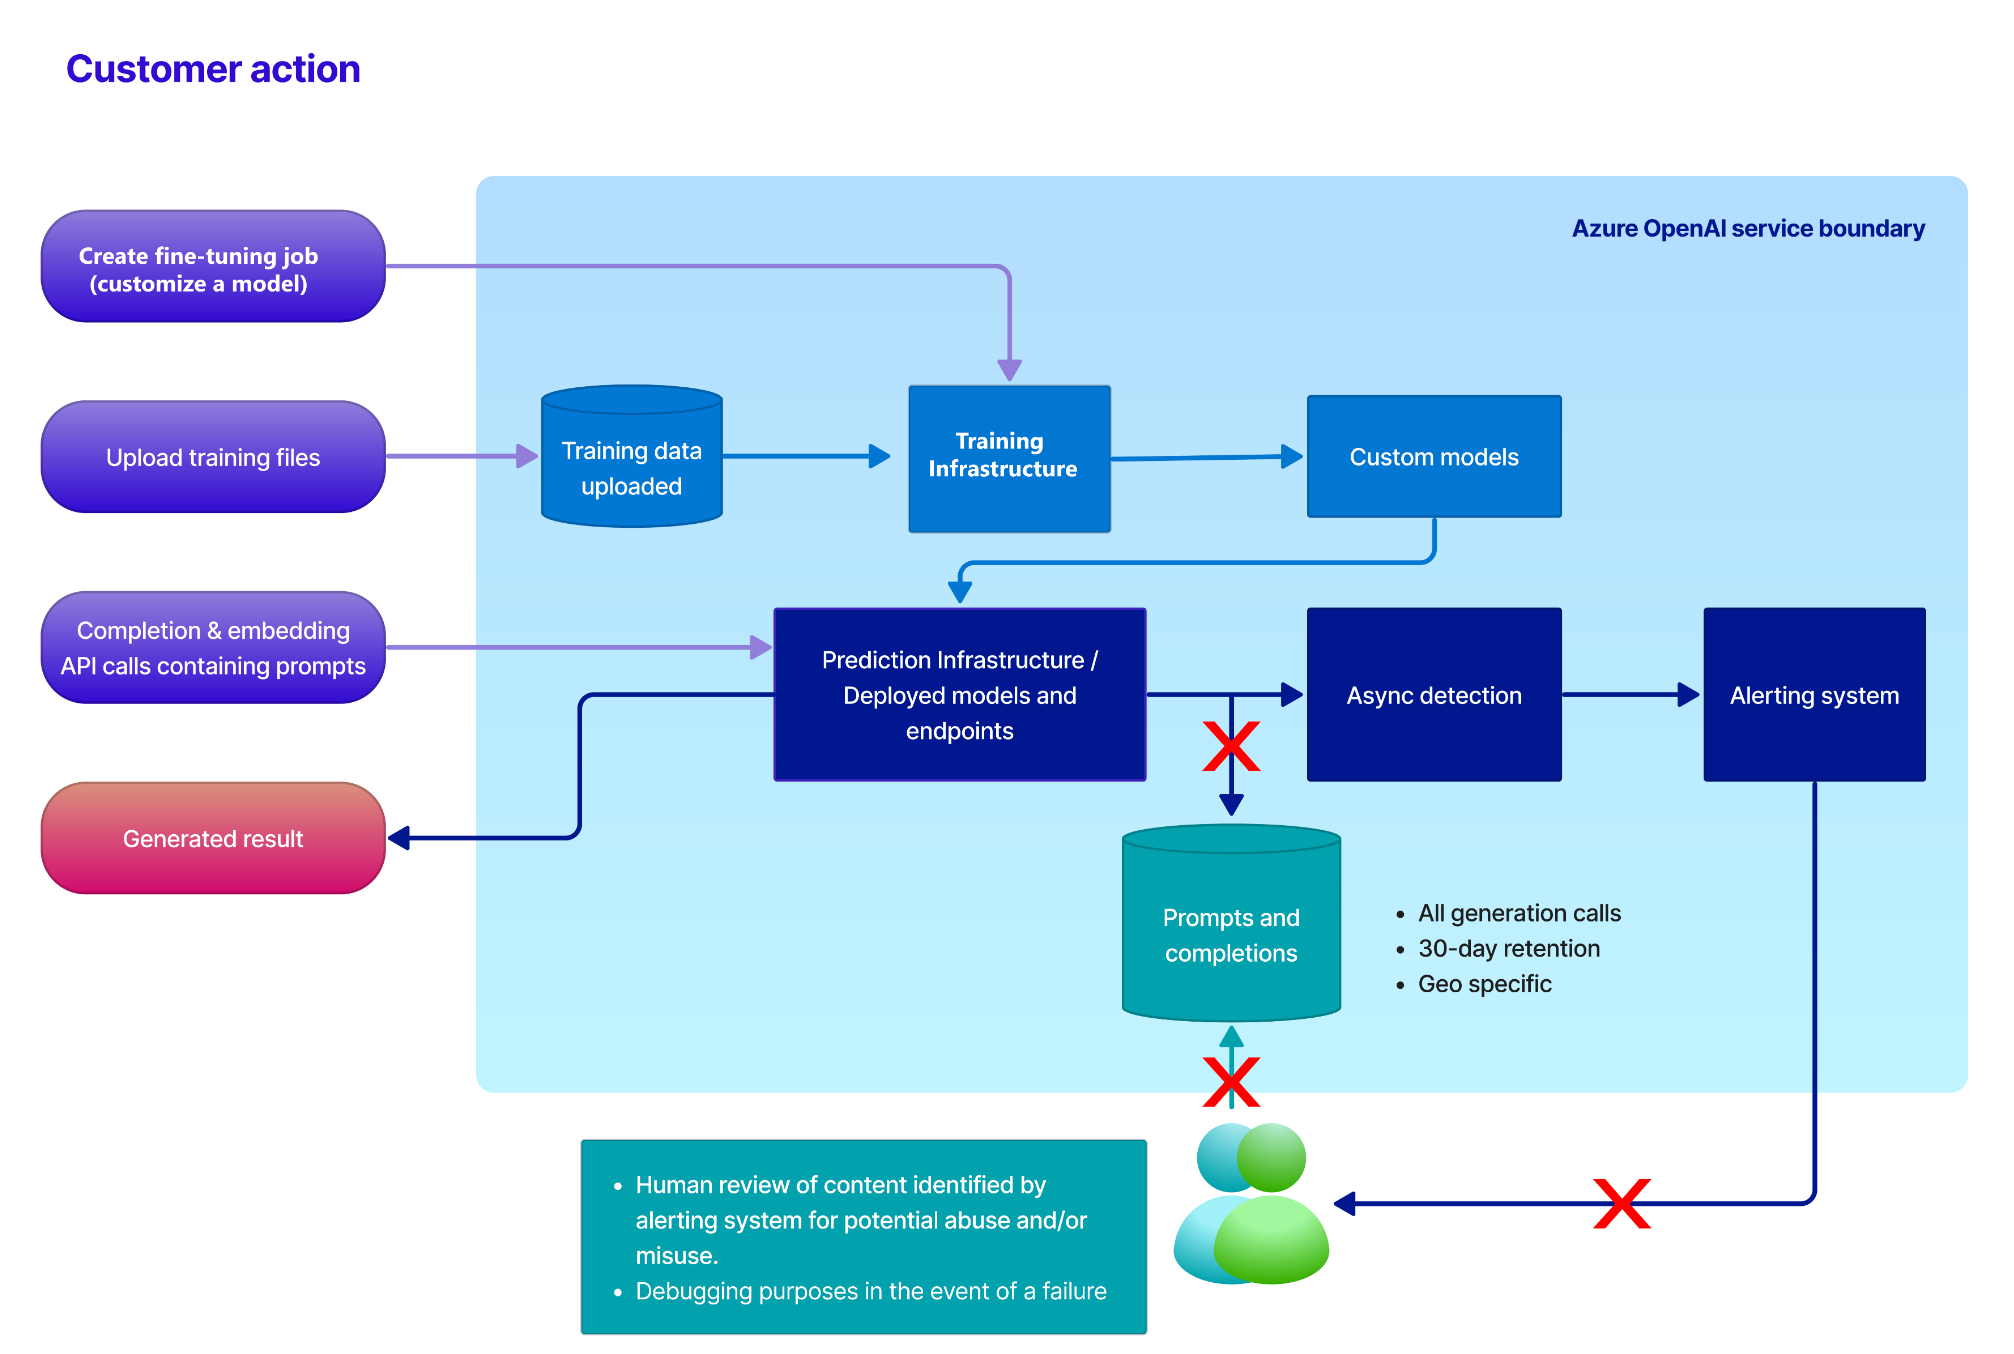 Customer action
Azure OpenAI service boundary
Create fine-tuning job
(customize a model)
Upload training files
Training data
uploaded
Training
Infrastructure
Custom models
Completion & embedding
API calls containing prompts
Prediction Infrastructure /
Deployed models and
endpoints
Async detection
Alerting system
Generated result
Prompts and
completions
• All generation calls
• 30-day retention
• Geo specific
• Human review of content identified by
alerting system for potential abuse and/or
misuse.
• Debugging purposes in the event of a failure